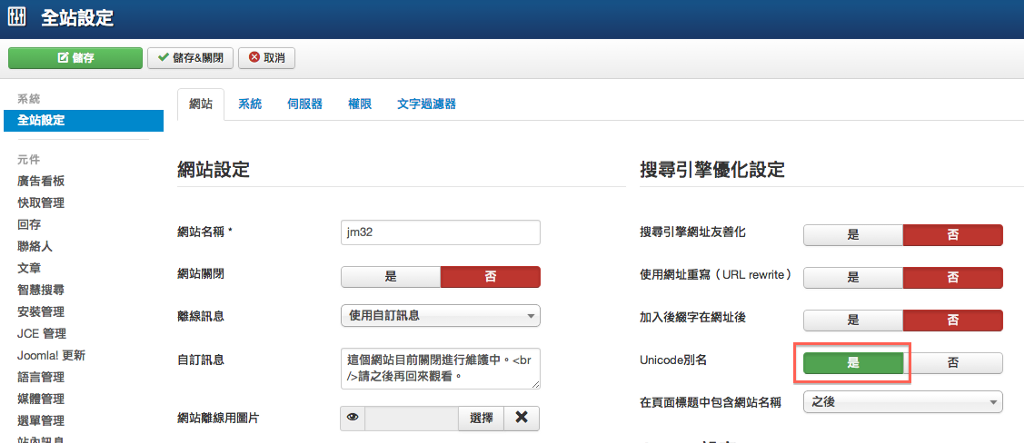 全站設定
儲存
儲存&關閉
取消
系統
全站設定
元件
廣告看板
快取管理
回存
聯絡人
文章
智慧搜尋
安裝管理
JCE 管理
Joomla! 更新
語言管理
媒體管理
選單管理
站內訊息
網站 系統 伺服器 權限 文字過濾器
網站設定
網站名稱 *
jm32
網站關閉
是 否
離線訊息
使用自訂訊息
自訂訊息
這個網站目前關閉進行維護中。<br
/>請之後再回來觀看。
網站離線用圖片
選擇
搜尋引擎優化設定
搜尋引擎網址友善化
是 否
使用網址重寫（URL rewrite）
是 否
加入後綴字在網址後
是 否
Unicode別名
是 否
在頁面標題中包含網站名稱
之後